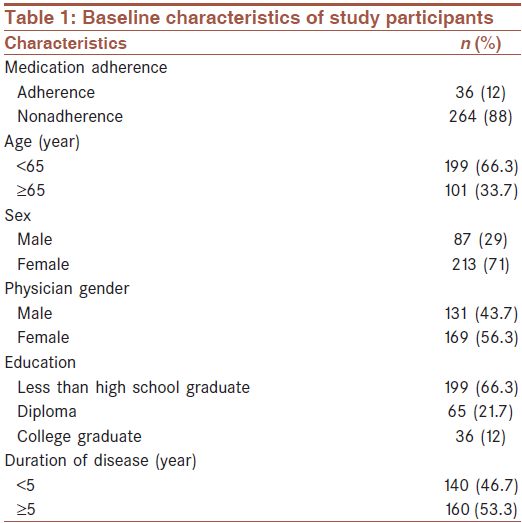 Table 1: Baseline characteristics of study participants
Characteristics n (%)
Medication adherence
Adherence 36 (12)
Nonadherence 264 (88)
Age (year)
<65 199 (66.3)
≥65 101 (33.7)
Sex
Male 87 (29)
Female 213 (71)
Physician gender
Male 131 (43.7)
Female 169 (56.3)
Education
Less than high school graduate 199 (66.3)
Diploma 65 (21.7)
College graduate 36 (12)
Duration of disease (year)
<5 140 (46.7)
≥5 160 (53.3)